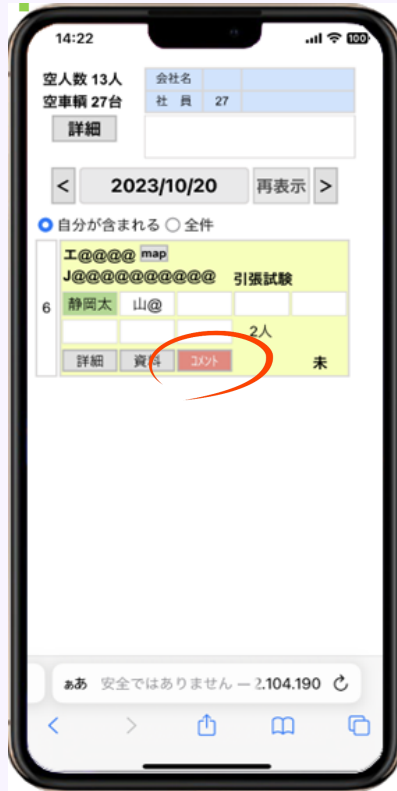 14:22
100
空人数 13人
会社名
空車輌 27台
社 員 27
詳細
< 2023/10/20 再表示 >
自分が含まれる 全件
エ@@@@ map
J@@@@@@@@@@ 引張試験
6 静岡太 山@
2人
詳細 資料 コメント 未
ぁあ 安全ではありません — 2.104.190